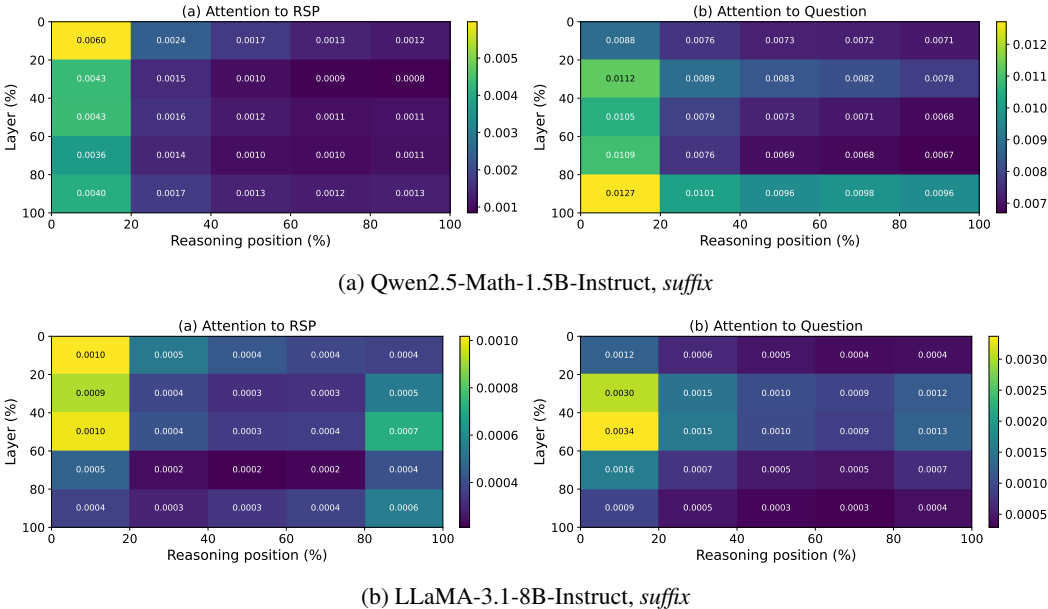 (a) Attention to RSP
(b) Attention to Question
0 20 40 60 80 100
Layer (%)
0.0060 0.0024 0.0017 0.0013 0.0012
0.0043 0.0015 0.0010 0.0009 0.0008
0.0043 0.0016 0.0012 0.0011 0.0011
0.0036 0.0014 0.0010 0.0010 0.0011
0.0040 0.0017 0.0013 0.0012 0.0013
0 20 40 60 80 100
Reasoning position (%)
0.005 0.004 0.003 0.002 0.001
0 20 40 60 80 100
Layer (%)
0.0088 0.0076 0.0073 0.0072 0.0071
0.0112 0.0089 0.0083 0.0082 0.0078
0.0105 0.0079 0.0073 0.0071 0.0068
0.0109 0.0076 0.0069 0.0068 0.0067
0.0127 0.0101 0.0096 0.0098 0.0096
0 20 40 60 80 100
Reasoning position (%)
0.012 0.011 0.010 0.009 0.008 0.007
(a) Qwen2.5-Math-1.5B-Instruct, suffix
(a) Attention to RSP
(b) Attention to Question
0 20 40 60 80 100
Layer (%)
0.0010 0.0005 0.0004 0.0004 0.0004
0.0009 0.0004 0.0003 0.0003 0.0005
0.0010 0.0004 0.0003 0.0004 0.0007
0.0005 0.0002 0.0002 0.0002 0.0004
0.0004 0.0003 0.0003 0.0004 0.0006
0 20 40 60 80 100
Reasoning position (%)
0.0010 0.0008 0.0006 0.0004
0 20 40 60 80 100
Layer (%)
0.0012 0.0006 0.0005 0.0004 0.0004
0.0030 0.0015 0.0010 0.0009 0.0012
0.0034 0.0015 0.0010 0.0009 0.0013
0.0016 0.0007 0.0005 0.0005 0.0007
0.0009 0.0005 0.0003 0.0003 0.0004
0 20 40 60 80 100
Reasoning position (%)
0.0030 0.0025 0.0020 0.0015 0.0010 0.0005
(b) LLaMA-3.1-8B-Instruct, suffix